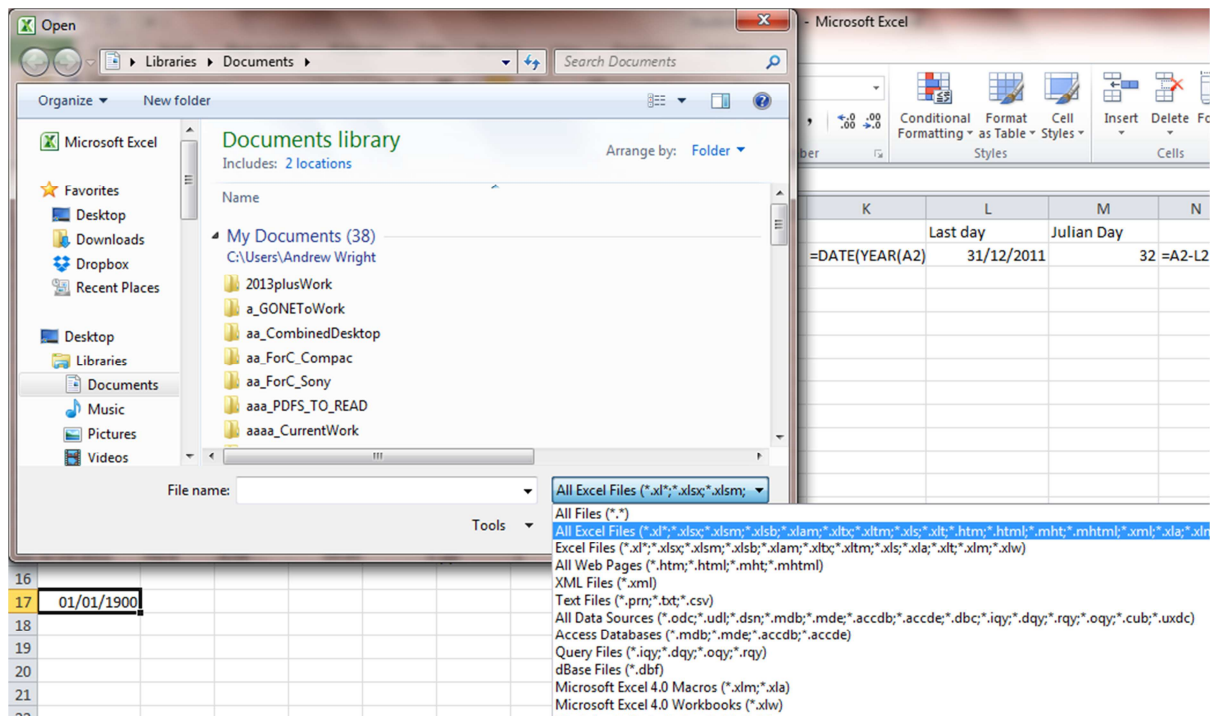 Open
- Microsoft Excel
Libraries Documents
Search Documents
Organize New folder
Microsoft Excel
Favorites
Desktop
Downloads
Dropbox
Recent Places
Desktop
Libraries
Documents
Music
Pictures
Videos
Documents library
Includes: 2 locations
Arrange by: Folder
Name
My Documents (38)
C:\Users\Andrew Wright
2013plusWork
a_GONEToWork
aa_CombinedDesktop
aa_ForC_Compac
aa_ForC_Sony
aaa_PDFS_TO_READ
aaaa_CurrentWork
File name:
All Excel Files (*.xl*;*.xlsx;*.xlsm;
Tools
All Files (*.*)
All Excel Files (*.xl*;*.xlsx;*.xlsm;*.xlsb;*.xlam;*.xltx;*.xltm;*.xls;*.xlt;*.htm;*.html;*.mht;*.mhtml;*.xml;*.xla;*.xlm
Excel Files (*.xl*;*.xlsx;*.xlsm;*.xlsb;*.xlam;*.xltx;*.xltm;*.xls;*.xla;*.xlt;*.xlm;*.xlw)
All Web Pages (*.htm;*.html;*.mht;*.mhtml)
XML Files (*.xml)
Text Files (*.prn;*.txt;*.csv)
All Data Sources (*.odc;*.udl;*.dsn;*.mdb;*.mde;*.accdb;*.accde;*.dbc;*.iqy;*.dqy;*.rqy;*.oqy;*.cub;*.uxdc)
Access Databases (*.mdb;*.mde;*.accdb;*.accde)
Query Files (*.iqy;*.dqy;*.oqy;*.rqy)
dBase Files (*.dbf)
Microsoft Excel 4.0 Macros (*.xlm;*.xla)
Microsoft Excel 4.0 Workbooks (*.xlw)
, .0 .00 .00 .0
ber
Conditional Formatting
Format as Table
Cell Styles
Styles
Insert Delete Fo
Cells
K L M N
Last day Julian Day
=DATE(YEAR(A2) 31/12/2011 32 =A2-L2
16
17 01/01/1900
18
19
20
21